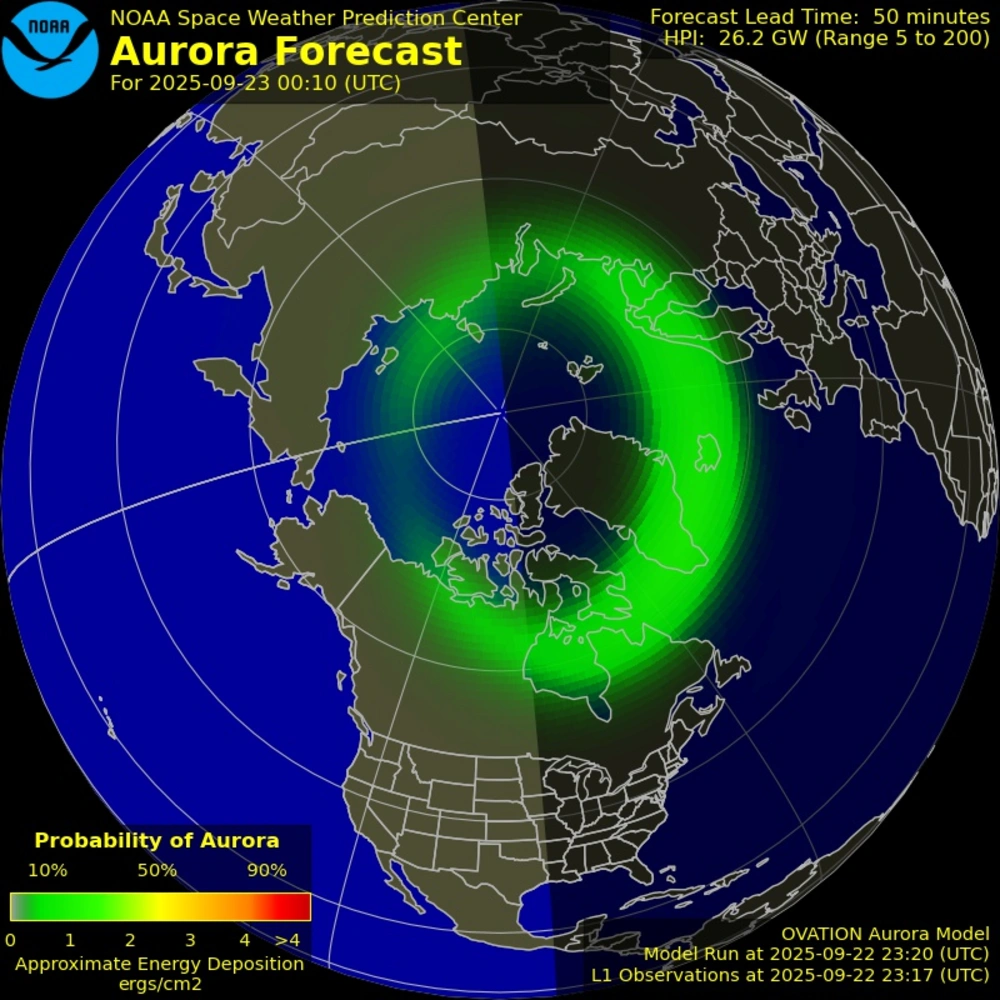 NOAA
NOAA Space Weather Prediction Center
Aurora Forecast
For 2025-09-23 00:10 (UTC)
Forecast Lead Time: 50 minutes
HPI: 26.2 GW (Range 5 to 200)
Probability of Aurora
10% 50% 90%
0 1 2 3 4 >4
Approximate Energy Deposition
ergs/cm2
OVATION Aurora Model
Model Run at 2025-09-22 23:20 (UTC)
L1 Observations at 2025-09-22 23:17 (UTC)